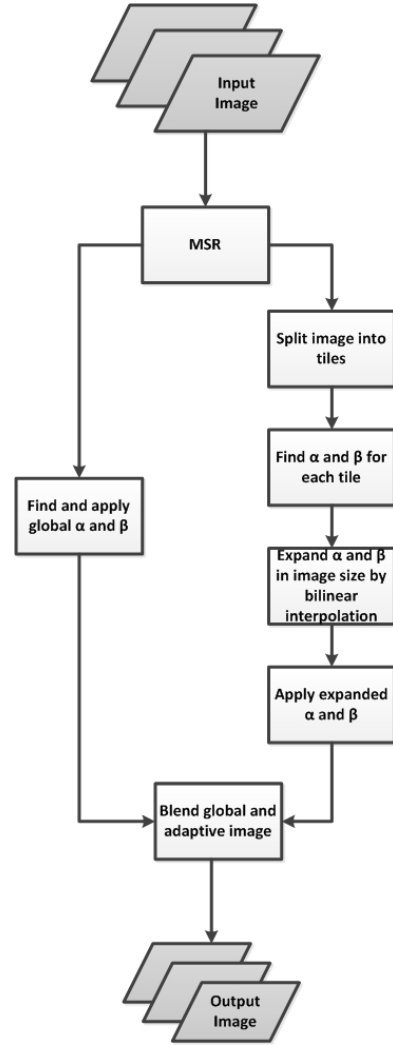 Input
Image
MSR
Split image into
tiles
Find α and β for
each tile
Find and apply
global α and β
Expand α and β
in image size by
bilinear
interpolation
Apply expanded
α and β
Blend global and
adaptive image
Output
Image